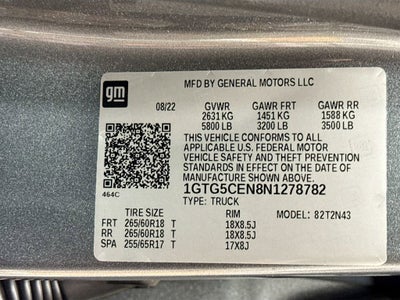 gm
MFD BY GENERAL MOTORS LLC
08/22 GVWR GAWR FRT GAWR RR
2631 KG 1451 KG 1588 KG
5800 LB 3200 LB 3500 LB
THIS VEHICLE CONFORMS TO ALL
APPLICABLE U.S. FEDERAL MOTOR
VEHICLE SAFETY AND THEFT PREVENTION
STANDARDS IN EFFECT ON THE DATE OF
MANUFACTURE SHOWN ABOVE.
1GTG5CEN8N1278782
464C TYPE: TRUCK
TIRE SIZE RIM MODEL: 82T2N43
FRT 265/60R18 T 18X8.5J
RR 265/60R18 T 18X8.5J
SPA 255/65R17 T 17X8J